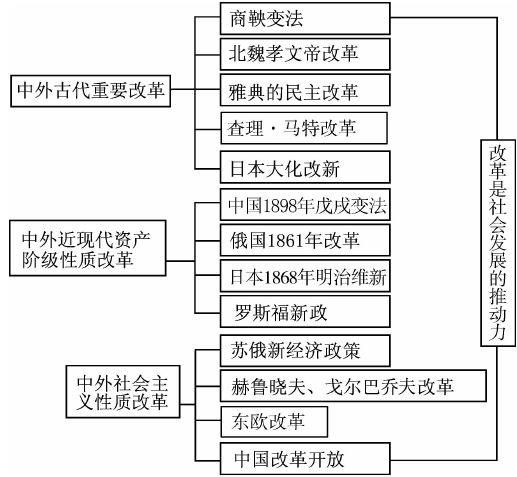 商鞅变法
北魏孝文帝改革
中外古代重要改革
雅典的民主改革
查理·马特改革
日本大化改新
中国1898年戊戌变法
中外近现代资产
阶级性质改革
俄国1861年改革
日本1868年明治维新
罗斯福新政
苏俄新经济政策
中外社会主
义性质改革
赫鲁晓夫、戈尔巴乔夫改革
东欧改革
中国改革开放
改革是社会发展的推动力